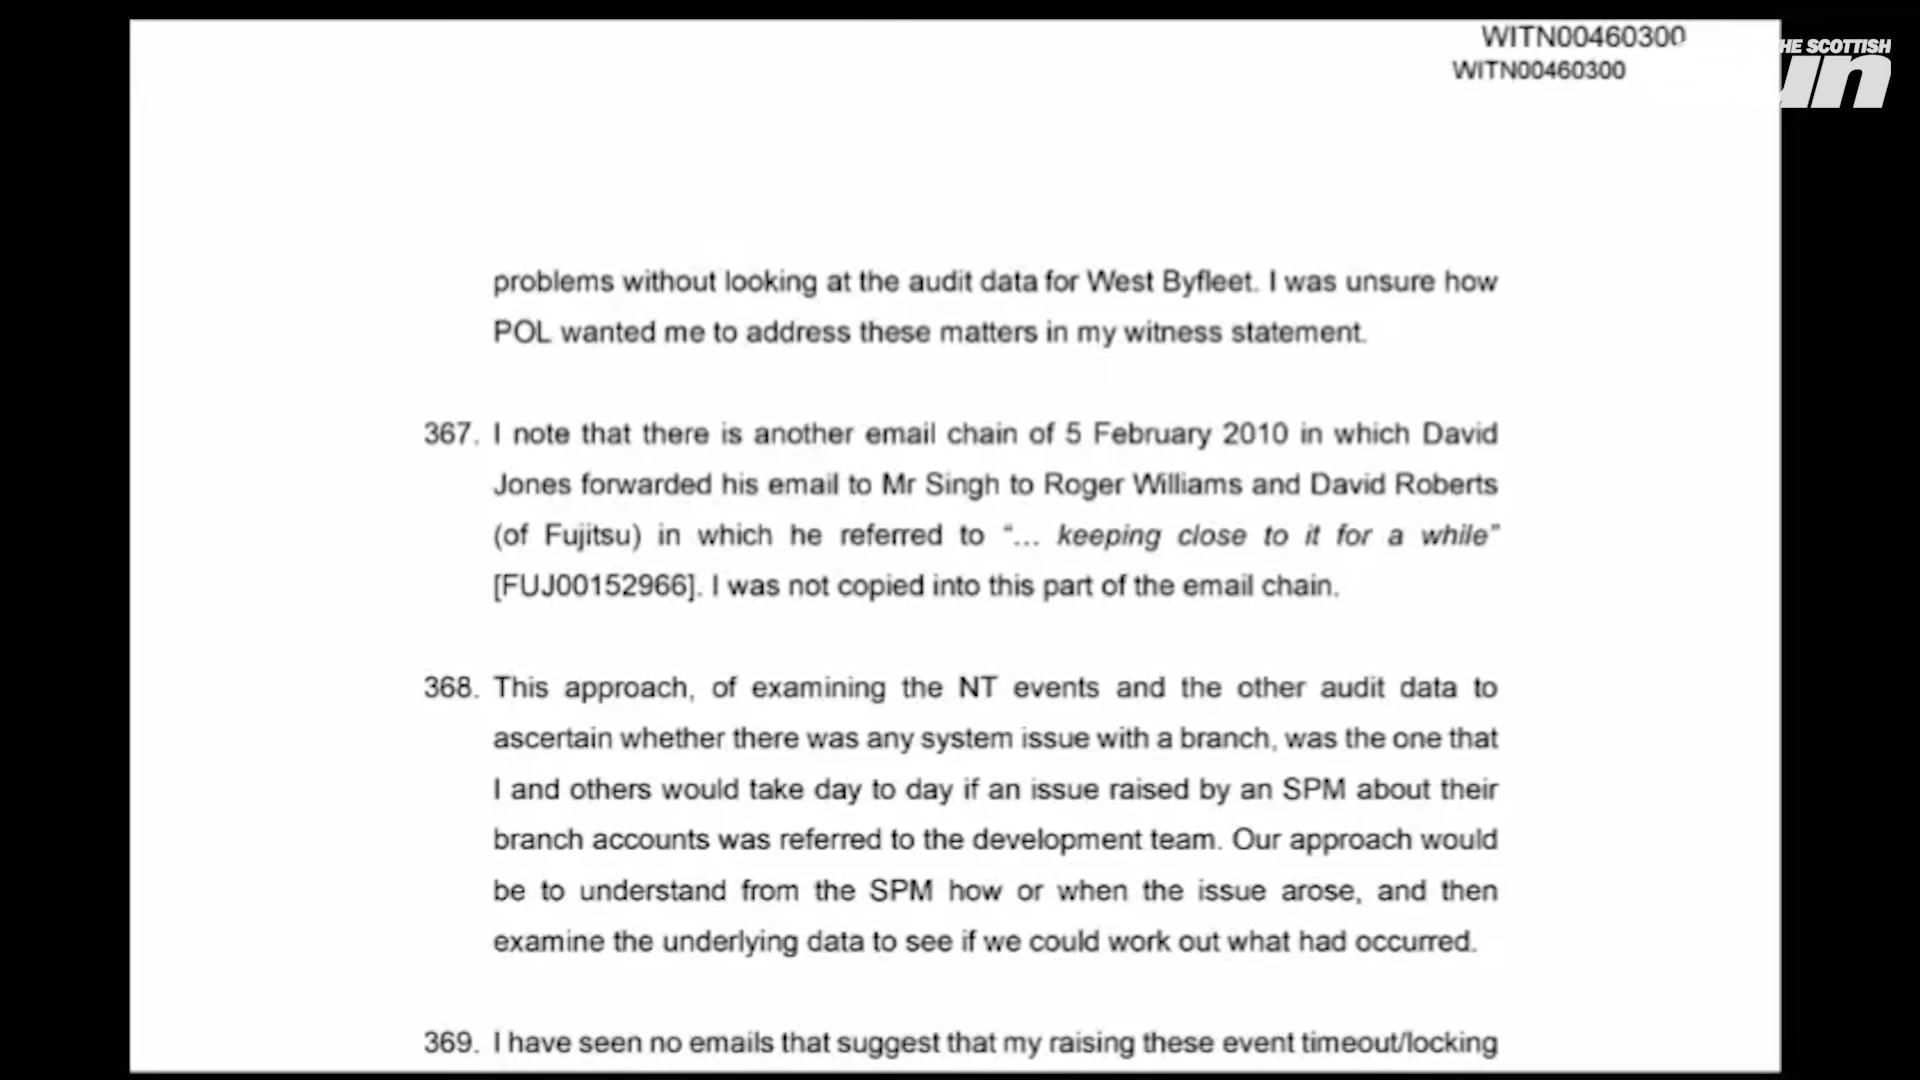 WITN00460300
WITN00460300
HE SCOTTISH
un
problems without looking at the audit data for West Byfleet. I was unsure how
POL wanted me to address these matters in my witness statement.
367. I note that there is another email chain of 5 February 2010 in which David
Jones forwarded his email to Mr Singh to Roger Williams and David Roberts
(of Fujitsu) in which he referred to “... keeping close to it for a while”
[FUJ00152966]. I was not copied into this part of the email chain.
368. This approach, of examining the NT events and the other audit data to
ascertain whether there was any system issue with a branch, was the one that
I and others would take day to day if an issue raised by an SPM about their
branch accounts was referred to the development team. Our approach would
be to understand from the SPM how or when the issue arose, and then
examine the underlying data to see if we could work out what had occurred.
369. I have seen no emails that suggest that my raising these event timeout/locking